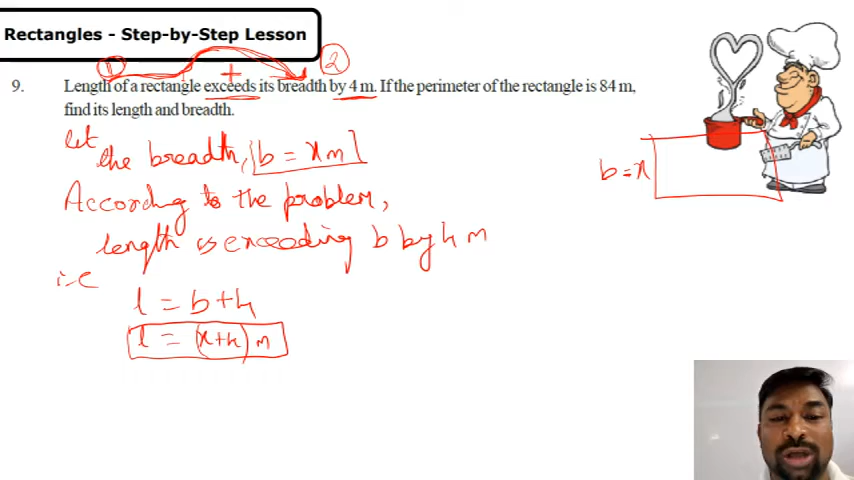 Rectangles - Step-by-Step Lesson
① + ②
9. Length of a rectangle exceeds its breadth by 4 m. If the perimeter of the rectangle is 84 m,
find its length and breadth.
let
the breadth, b = x m
b = x
According to the problem,
length is exceeding b by 4 m
i-e
l = b + 4
l = (x+4) m